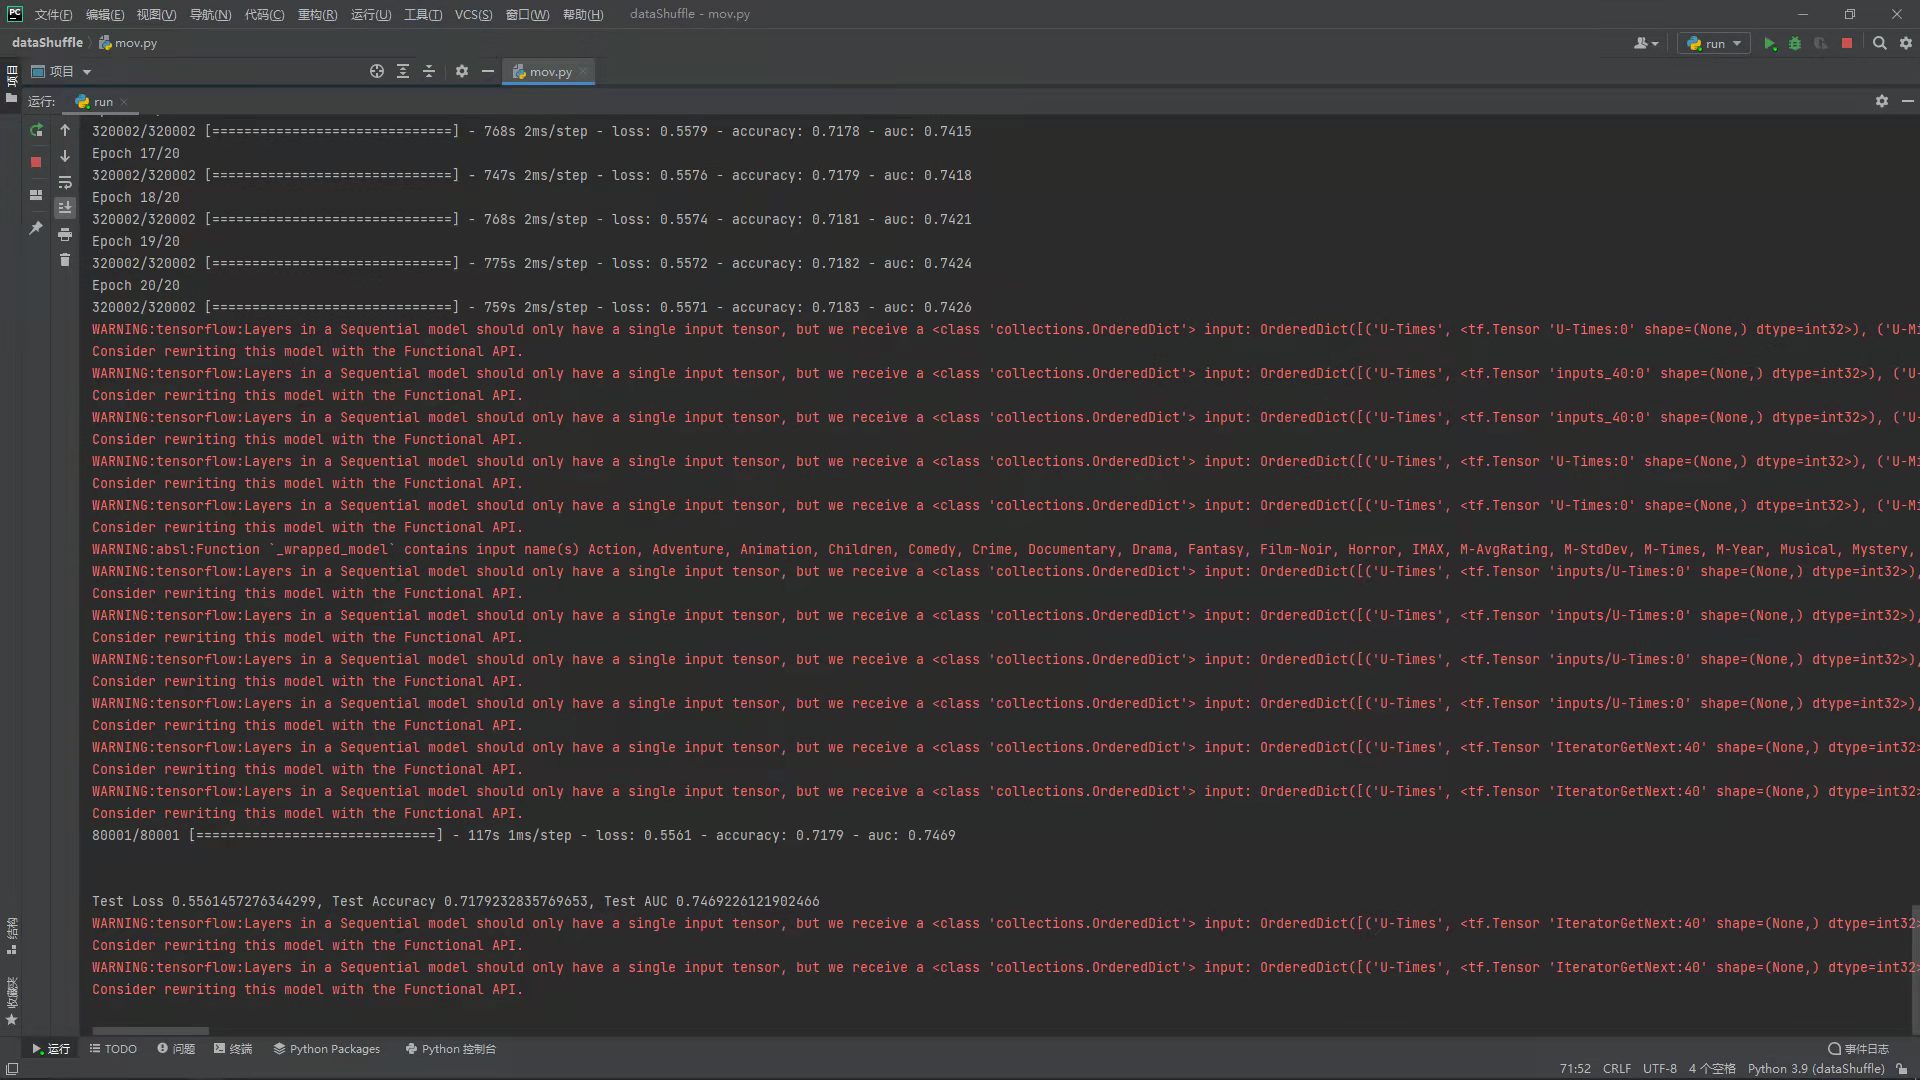 PC 文件(F) 编辑(E) 视图(V) 导航(N) 代码(C) 重构(R) 运行(U) 工具(T) VCS(S) 窗口(W) 帮助(H) dataShuffle - mov.py
dataShuffle mov.py run
项目 项目 mov.py
运行: run
320002/320002 [==============================] - 768s 2ms/step - loss: 0.5579 - accuracy: 0.7178 - auc: 0.7415
Epoch 17/20
320002/320002 [==============================] - 747s 2ms/step - loss: 0.5576 - accuracy: 0.7179 - auc: 0.7418
Epoch 18/20
320002/320002 [==============================] - 768s 2ms/step - loss: 0.5574 - accuracy: 0.7181 - auc: 0.7421
Epoch 19/20
320002/320002 [==============================] - 775s 2ms/step - loss: 0.5572 - accuracy: 0.7182 - auc: 0.7424
Epoch 20/20
320002/320002 [==============================] - 759s 2ms/step - loss: 0.5571 - accuracy: 0.7183 - auc: 0.7426
WARNING:tensorflow:Layers in a Sequential model should only have a single input tensor, but we receive a <class 'collections.OrderedDict'> input: OrderedDict([('U-Times', <tf.Tensor 'U-Times:0' shape=(None,) dtype=int32>), ('U-Mi
Consider rewriting this model with the Functional API.
WARNING:tensorflow:Layers in a Sequential model should only have a single input tensor, but we receive a <class 'collections.OrderedDict'> input: OrderedDict([('U-Times', <tf.Tensor 'inputs_40:0' shape=(None,) dtype=int32>), ('U-
Consider rewriting this model with the Functional API.
WARNING:tensorflow:Layers in a Sequential model should only have a single input tensor, but we receive a <class 'collections.OrderedDict'> input: OrderedDict([('U-Times', <tf.Tensor 'inputs_40:0' shape=(None,) dtype=int32>), ('U-
Consider rewriting this model with the Functional API.
WARNING:tensorflow:Layers in a Sequential model should only have a single input tensor, but we receive a <class 'collections.OrderedDict'> input: OrderedDict([('U-Times', <tf.Tensor 'U-Times:0' shape=(None,) dtype=int32>), ('U-Mi
Consider rewriting this model with the Functional API.
WARNING:tensorflow:Layers in a Sequential model should only have a single input tensor, but we receive a <class 'collections.OrderedDict'> input: OrderedDict([('U-Times', <tf.Tensor 'U-Times:0' shape=(None,) dtype=int32>), ('U-Mi
Consider rewriting this model with the Functional API.
WARNING:absl:Function `_wrapped_model` contains input name(s) Action, Adventure, Animation, Children, Comedy, Crime, Documentary, Drama, Fantasy, Film-Noir, Horror, IMAX, M-AvgRating, M-StdDev, M-Times, M-Year, Musical, Mystery,
WARNING:tensorflow:Layers in a Sequential model should only have a single input tensor, but we receive a <class 'collections.OrderedDict'> input: OrderedDict([('U-Times', <tf.Tensor 'inputs/U-Times:0' shape=(None,) dtype=int32>),
Consider rewriting this model with the Functional API.
WARNING:tensorflow:Layers in a Sequential model should only have a single input tensor, but we receive a <class 'collections.OrderedDict'> input: OrderedDict([('U-Times', <tf.Tensor 'inputs/U-Times:0' shape=(None,) dtype=int32>),
Consider rewriting this model with the Functional API.
WARNING:tensorflow:Layers in a Sequential model should only have a single input tensor, but we receive a <class 'collections.OrderedDict'> input: OrderedDict([('U-Times', <tf.Tensor 'inputs/U-Times:0' shape=(None,) dtype=int32>),
Consider rewriting this model with the Functional API.
WARNING:tensorflow:Layers in a Sequential model should only have a single input tensor, but we receive a <class 'collections.OrderedDict'> input: OrderedDict([('U-Times', <tf.Tensor 'inputs/U-Times:0' shape=(None,) dtype=int32>),
Consider rewriting this model with the Functional API.
WARNING:tensorflow:Layers in a Sequential model should only have a single input tensor, but we receive a <class 'collections.OrderedDict'> input: OrderedDict([('U-Times', <tf.Tensor 'IteratorGetNext:40' shape=(None,) dtype=int32>
Consider rewriting this model with the Functional API.
WARNING:tensorflow:Layers in a Sequential model should only have a single input tensor, but we receive a <class 'collections.OrderedDict'> input: OrderedDict([('U-Times', <tf.Tensor 'IteratorGetNext:40' shape=(None,) dtype=int32>
Consider rewriting this model with the Functional API.
80001/80001 [==============================] - 117s 1ms/step - loss: 0.5561 - accuracy: 0.7179 - auc: 0.7469
Test Loss 0.5561457276344299, Test Accuracy 0.7179232835769653, Test AUC 0.7469226121902466
WARNING:tensorflow:Layers in a Sequential model should only have a single input tensor, but we receive a <class 'collections.OrderedDict'> input: OrderedDict([('U-Times', <tf.Tensor 'IteratorGetNext:40' shape=(None,) dtype=int32>
Consider rewriting this model with the Functional API.
WARNING:tensorflow:Layers in a Sequential model should only have a single input tensor, but we receive a <class 'collections.OrderedDict'> input: OrderedDict([('U-Times', <tf.Tensor 'IteratorGetNext:40' shape=(None,) dtype=int32>
Consider rewriting this model with the Functional API.
结构
收藏夹
运行 TODO 问题 终端 Python Packages Python 控制台 事件日志
71:52 CRLF UTF-8 4 个空格 Python 3.9 (dataShuffle)